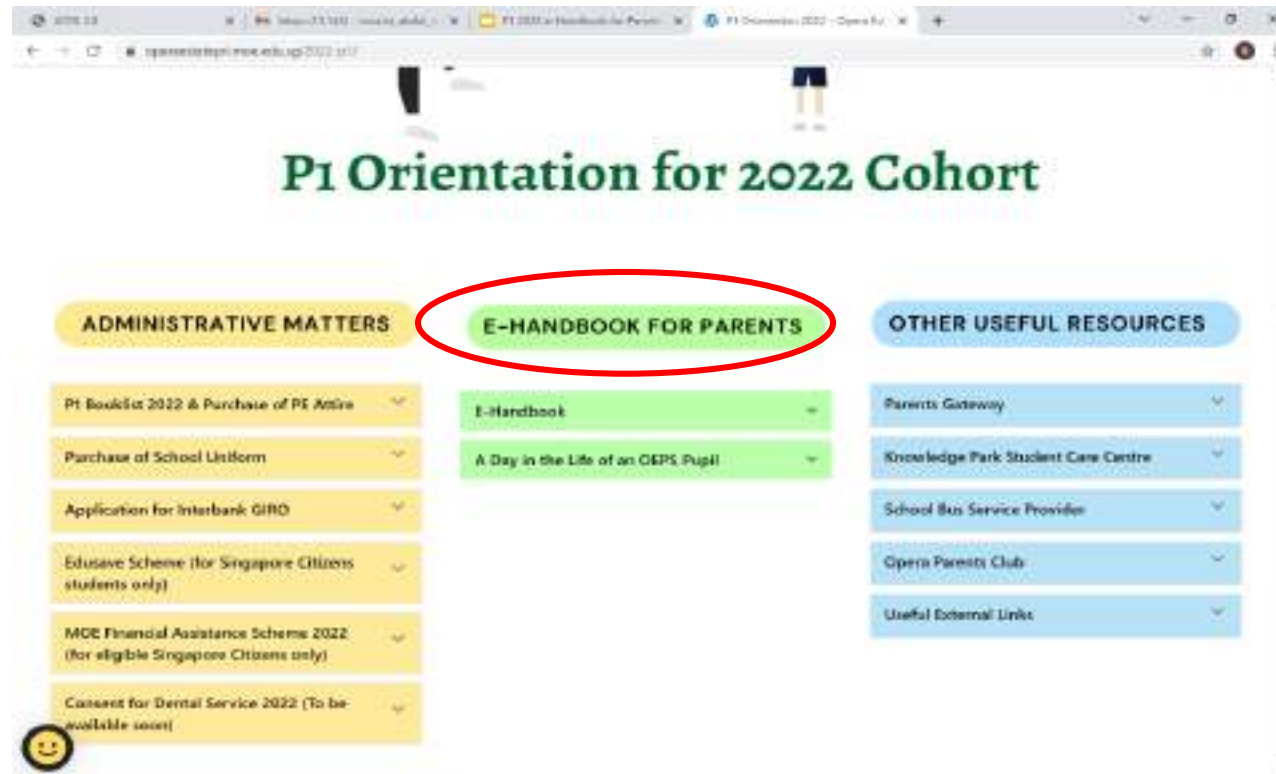 P1 Orientation for 2022 Cohort
ADMINISTRATIVE MATTERS
P1 Booklist 2022 & Purchase of PE Attire
Purchase of School Uniform
Application for Interbank GIRO
Edusave Scheme (for Singapore Citizens
students only)
MOE Financial Assistance Scheme 2022
(for eligible Singapore Citizens only)
Consent for Dental Service 2022 (To be
available soon)
E-HANDBOOK FOR PARENTS
E-Handbook
A Day in the Life of an OEPS Pupil
OTHER USEFUL RESOURCES
Parents Gateway
Knowledge Park Student Care Centre
School Bus Service Provider
Opera Parents Club
Useful External Links